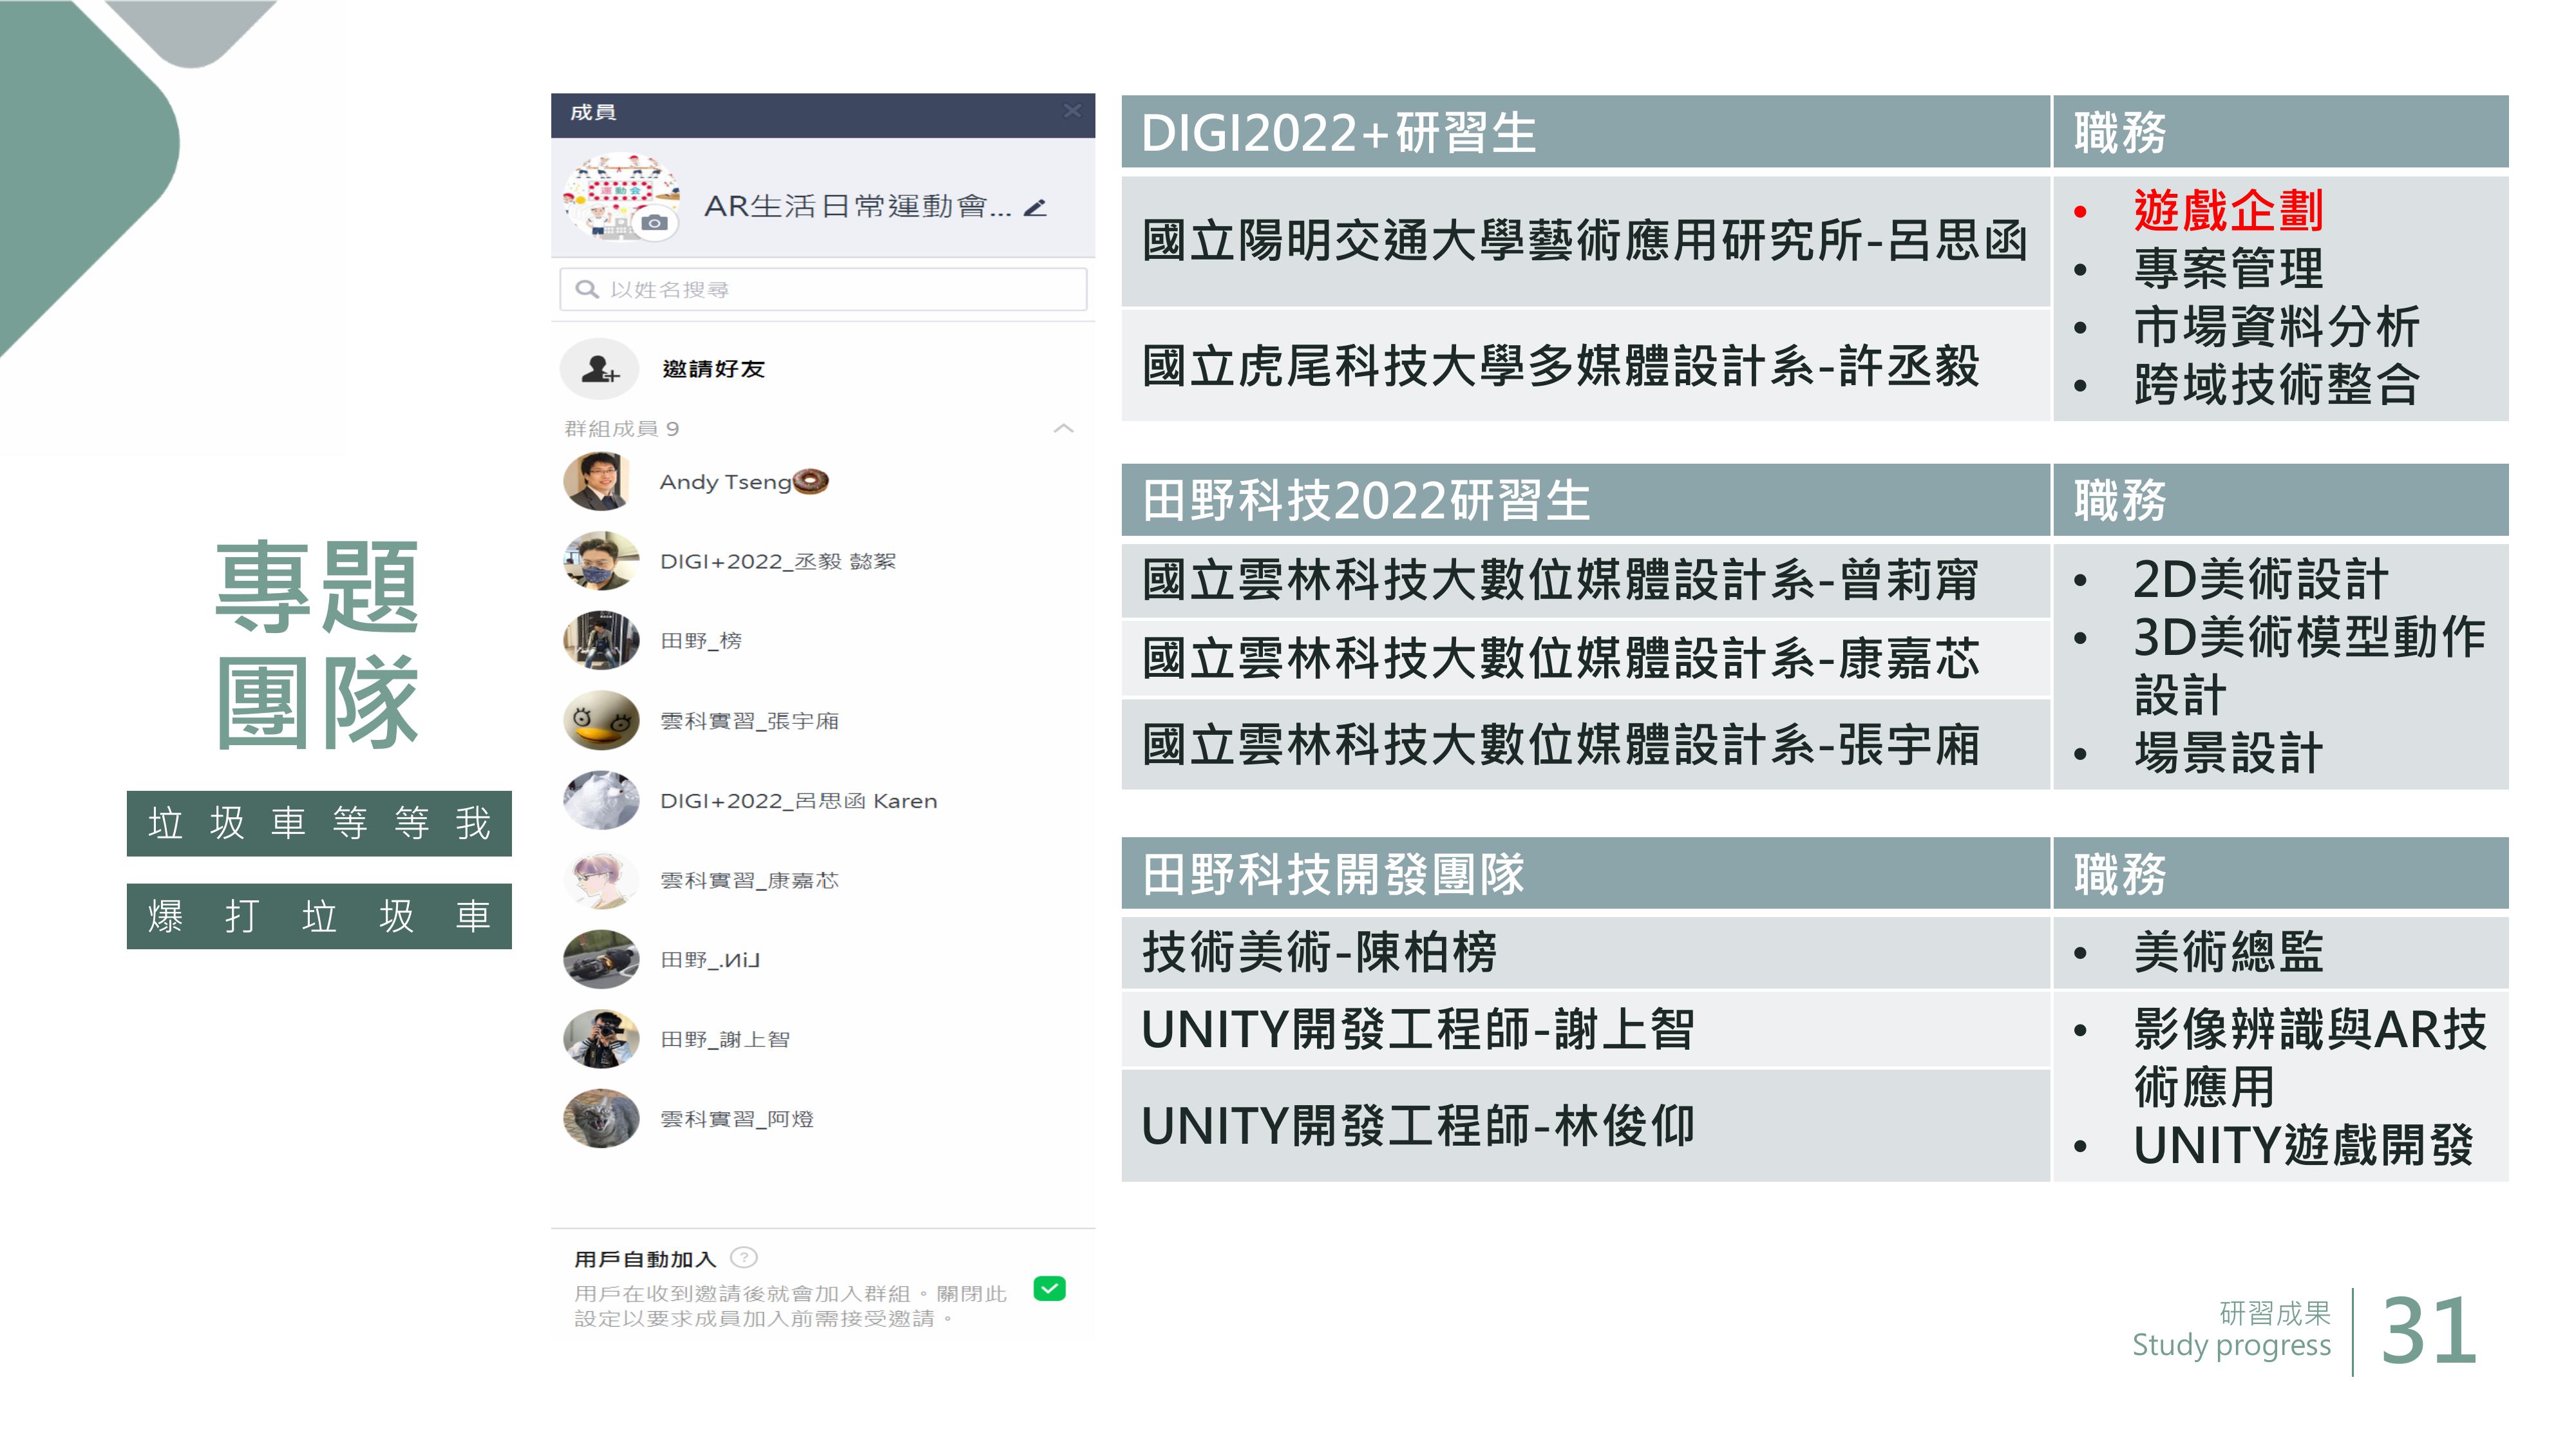 專題
團隊
垃圾車等等我
爆打垃圾車
成員
運動会
AR生活日常運動會...
以姓名搜尋
邀請好友
群組成員 9
Andy Tseng
DIGI+2022_丞毅 懿絮
田野_榜
雲科實習_張宇廂
DIGI+2022_呂思函 Karen
雲科實習_康嘉芯
田野_.ИiL
田野_謝上智
雲科實習_阿燈
用戶自動加入 ?
用戶在收到邀請後就會加入群組。關閉此
設定以要求成員加入前需接受邀請。
DIGI2022+研習生 職務
國立陽明交通大學藝術應用研究所-呂思函
國立虎尾科技大學多媒體設計系-許丞毅
• 遊戲企劃
• 專案管理
• 市場資料分析
• 跨域技術整合
田野科技2022研習生 職務
國立雲林科技大數位媒體設計系-曾莉甯
國立雲林科技大數位媒體設計系-康嘉芯
國立雲林科技大數位媒體設計系-張宇廂
• 2D美術設計
• 3D美術模型動作
設計
• 場景設計
田野科技開發團隊 職務
技術美術-陳柏榜
• 美術總監
UNITY開發工程師-謝上智
UNITY開發工程師-林俊仰
• 影像辨識與AR技
術應用
• UNITY遊戲開發
研習成果
Study progress
31